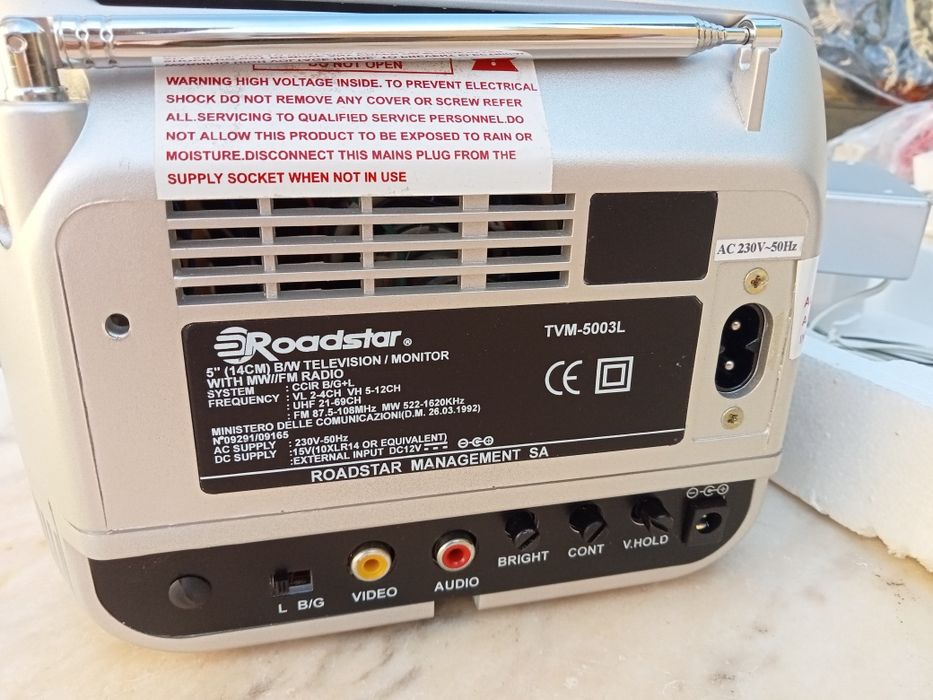 DO NOT OPEN
WARNING HIGH VOLTAGE INSIDE. TO PREVENT ELECTRICAL
SHOCK DO NOT REMOVE ANY COVER OR SCREW REFER
ALL.SERVICING TO QUALIFIED SERVICE PERSONNEL.DO
NOT ALLOW THIS PRODUCT TO BE EXPOSED TO RAIN OR
MOISTURE.DISCONNECT THIS MAINS PLUG FROM THE
SUPPLY SOCKET WHEN NOT IN USE
AC 230V~50Hz
Roadstar®
TVM-5003L
5" (14CM) B/W TELEVISION / MONITOR
WITH MW//FM RADIO
SYSTEM : CCIR B/G+L
FREQUENCY : VL 2-4CH VH 5-12CH
: UHF 21-69CH
: FM 87.5-108MHz MW 522-1620KHz
MINISTERO DELLE COMUNICAZIONI(D.M. 26.03.1992)
Nº09291/09165
AC SUPPLY : 230V-50Hz
DC SUPPLY :15V(10XLR14 OR EQUIVALENT)
:EXTERNAL INPUT DC12V
CE
ROADSTAR MANAGEMENT SA
L B/G
VIDEO
AUDIO
BRIGHT
CONT
V.HOLD